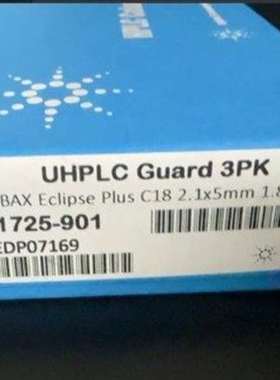 UHPLC Guard 3PK
BAX Eclipse Plus C18 2.1x5mm 1.8
1725-901
EDP07169